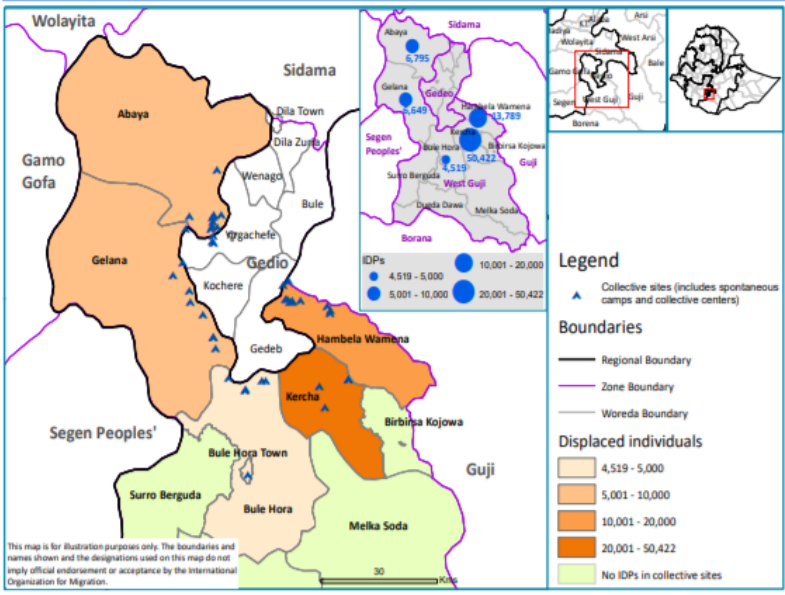 Wolayita
Sidama
Abaya
Dila Town
Dila Zuria
Gamo
Gofa
Wenago
Bule
Yirgachefe
Gelana
Gedio
Kochere
Gedeb
Hambela Wamena
Kercha
Birbirsa Kojowa
Segen Peoples'
Bule Hora Town
Guji
Surro Berguda
Bule Hora
Melka Soda
This map is for illustration purposes only. The boundaries and
names shown and the designations used on this map do not
imply official endorsement or acceptance by the International
Organization for Migration.
30
Kms
Sidama
Abaya
6,795
Gelana
Gedeo
Hambela Wamena
13,789
Segen
Peoples'
Kercha
Bule Hora
Birbirsa Kojowa
50,422
4,519
Guji
Surro Berguda
West Guji
Dugda Dawa
Melka Soda
Borana
IDPs
4,519 - 5,000
5,001 - 10,000
10,001 - 20,000
20,001 - 50,422
Arsi
West Arsi
Wolayita
Sidama
Bale
Segen
West Guji
Guji
Borena
Legend
Collective sites (includes spontaneous
camps and collective centers)
Boundaries
Regional Boundary
Zone Boundary
Woreda Boundary
Displaced individuals
4,519 - 5,000
5,001 - 10,000
10,001 - 20,000
20,001 - 50,422
No IDPs in collective sites